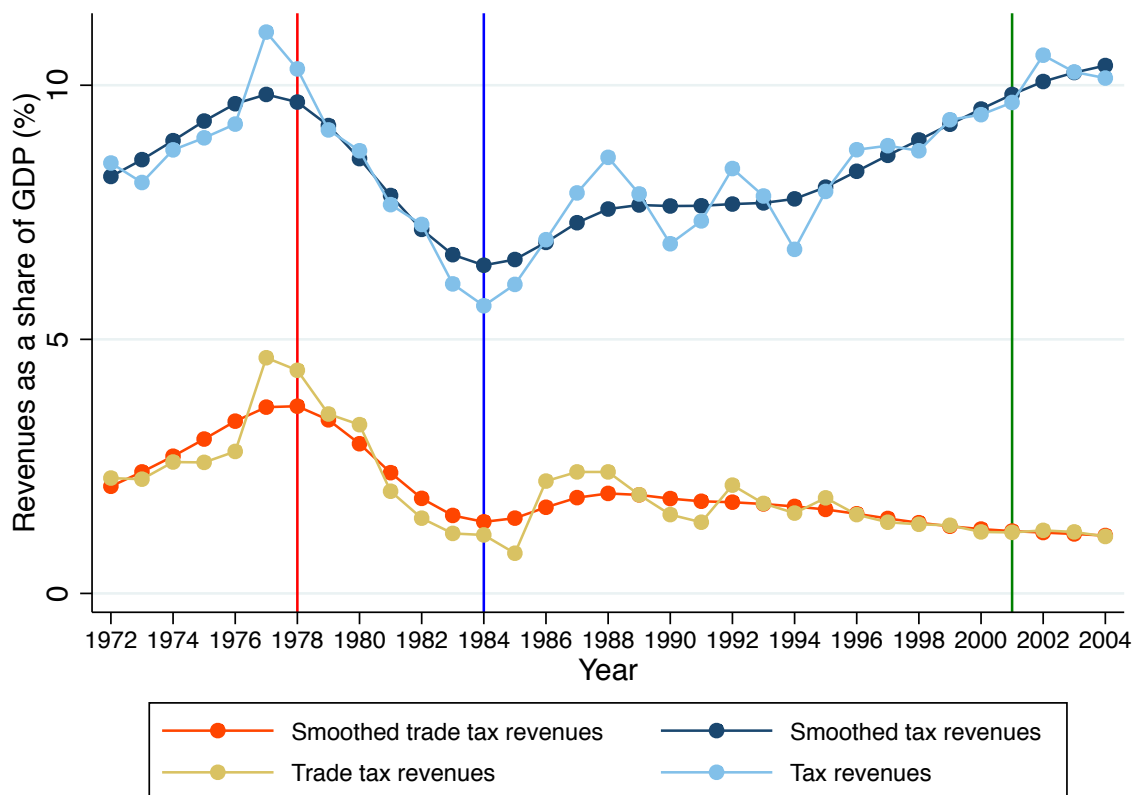 Revenues as a share of GDP (%)
10
5
0
1972 1974 1976 1978 1980 1982 1984 1986 1988 1990 1992 1994 1996 1998 2000 2002 2004
Year
Smoothed trade tax revenues Smoothed tax revenues
Trade tax revenues Tax revenues